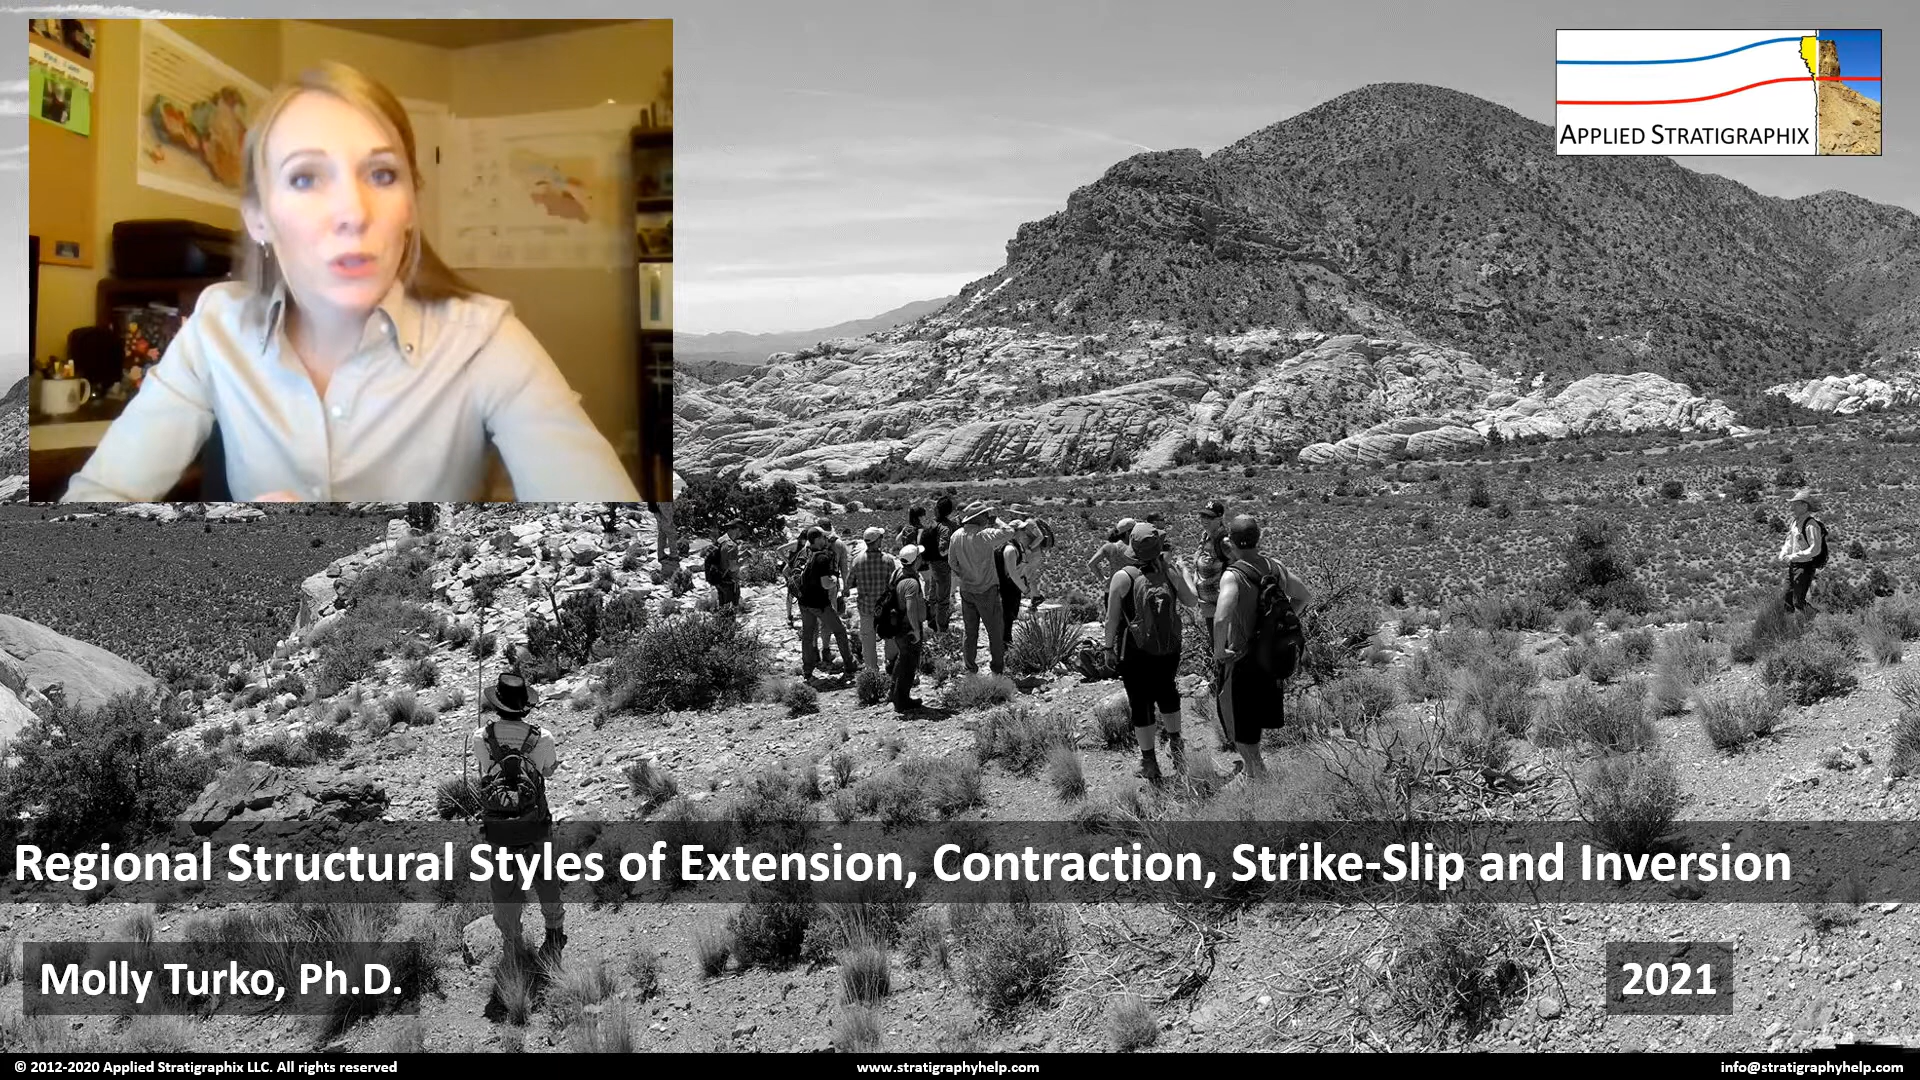 APPLIED STRATIGRAPHIX
Regional Structural Styles of Extension, Contraction, Strike-Slip and Inversion
Molly Turko, Ph.D.
2021
© 2012-2020 Applied Stratigraphix LLC. All rights reserved
www.stratigraphyhelp.com
info@stratigraphyhelp.com